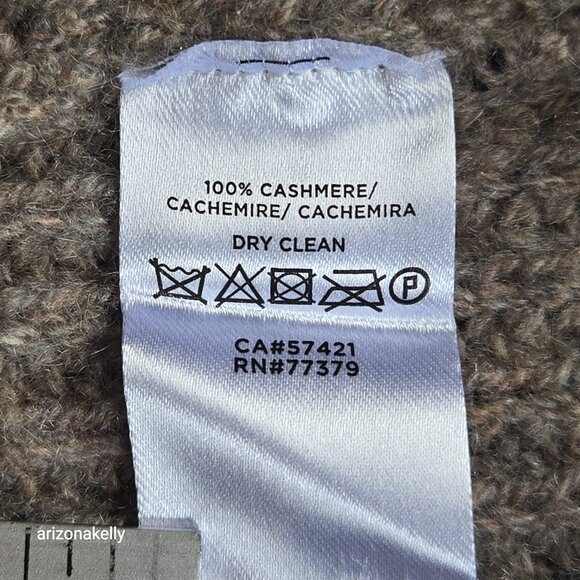 100% CASHMERE/
CACHEMIRE/ CACHEMIRA
DRY CLEAN
P
CA#57421
RN#77379
arizonakelly